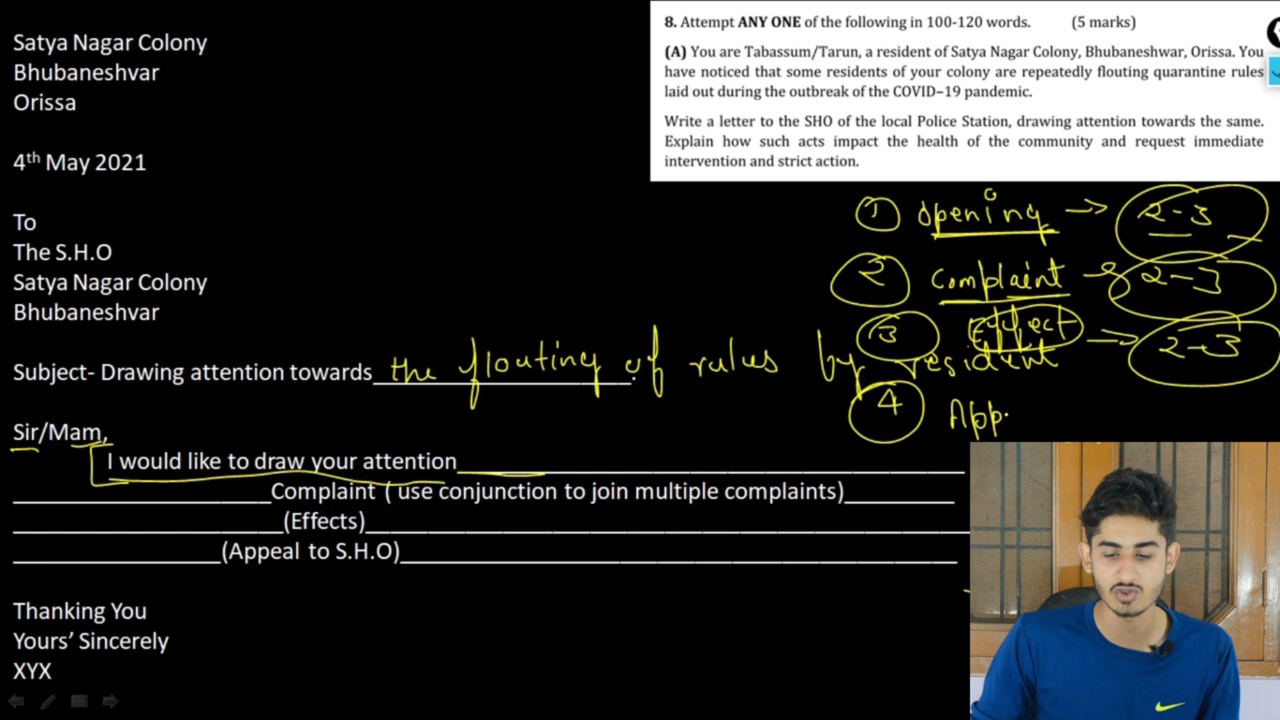 Satya Nagar Colony
Bhubaneshvar
Orissa
4th May 2021
To
The S.H.O
Satya Nagar Colony
Bhubaneshvar
Subject- Drawing attention towards the flouting of rules by resident
Sir/Mam,
I would like to draw your attention
Complaint ( use conjunction to join multiple complaints)
(Effects)
(Appeal to S.H.O)
Thanking You
Yours’ Sincerely
XYX
8. Attempt ANY ONE of the following in 100-120 words. (5 marks)
(A) You are Tabassum/Tarun, a resident of Satya Nagar Colony, Bhubaneshwar, Orissa. You
have noticed that some residents of your colony are repeatedly flouting quarantine rules
laid out during the outbreak of the COVID–19 pandemic.
Write a letter to the SHO of the local Police Station, drawing attention towards the same.
Explain how such acts impact the health of the community and request immediate
intervention and strict action.
1 opening → 2-3
2 complaint → 2-3
3 Effect → 2-3
4 App